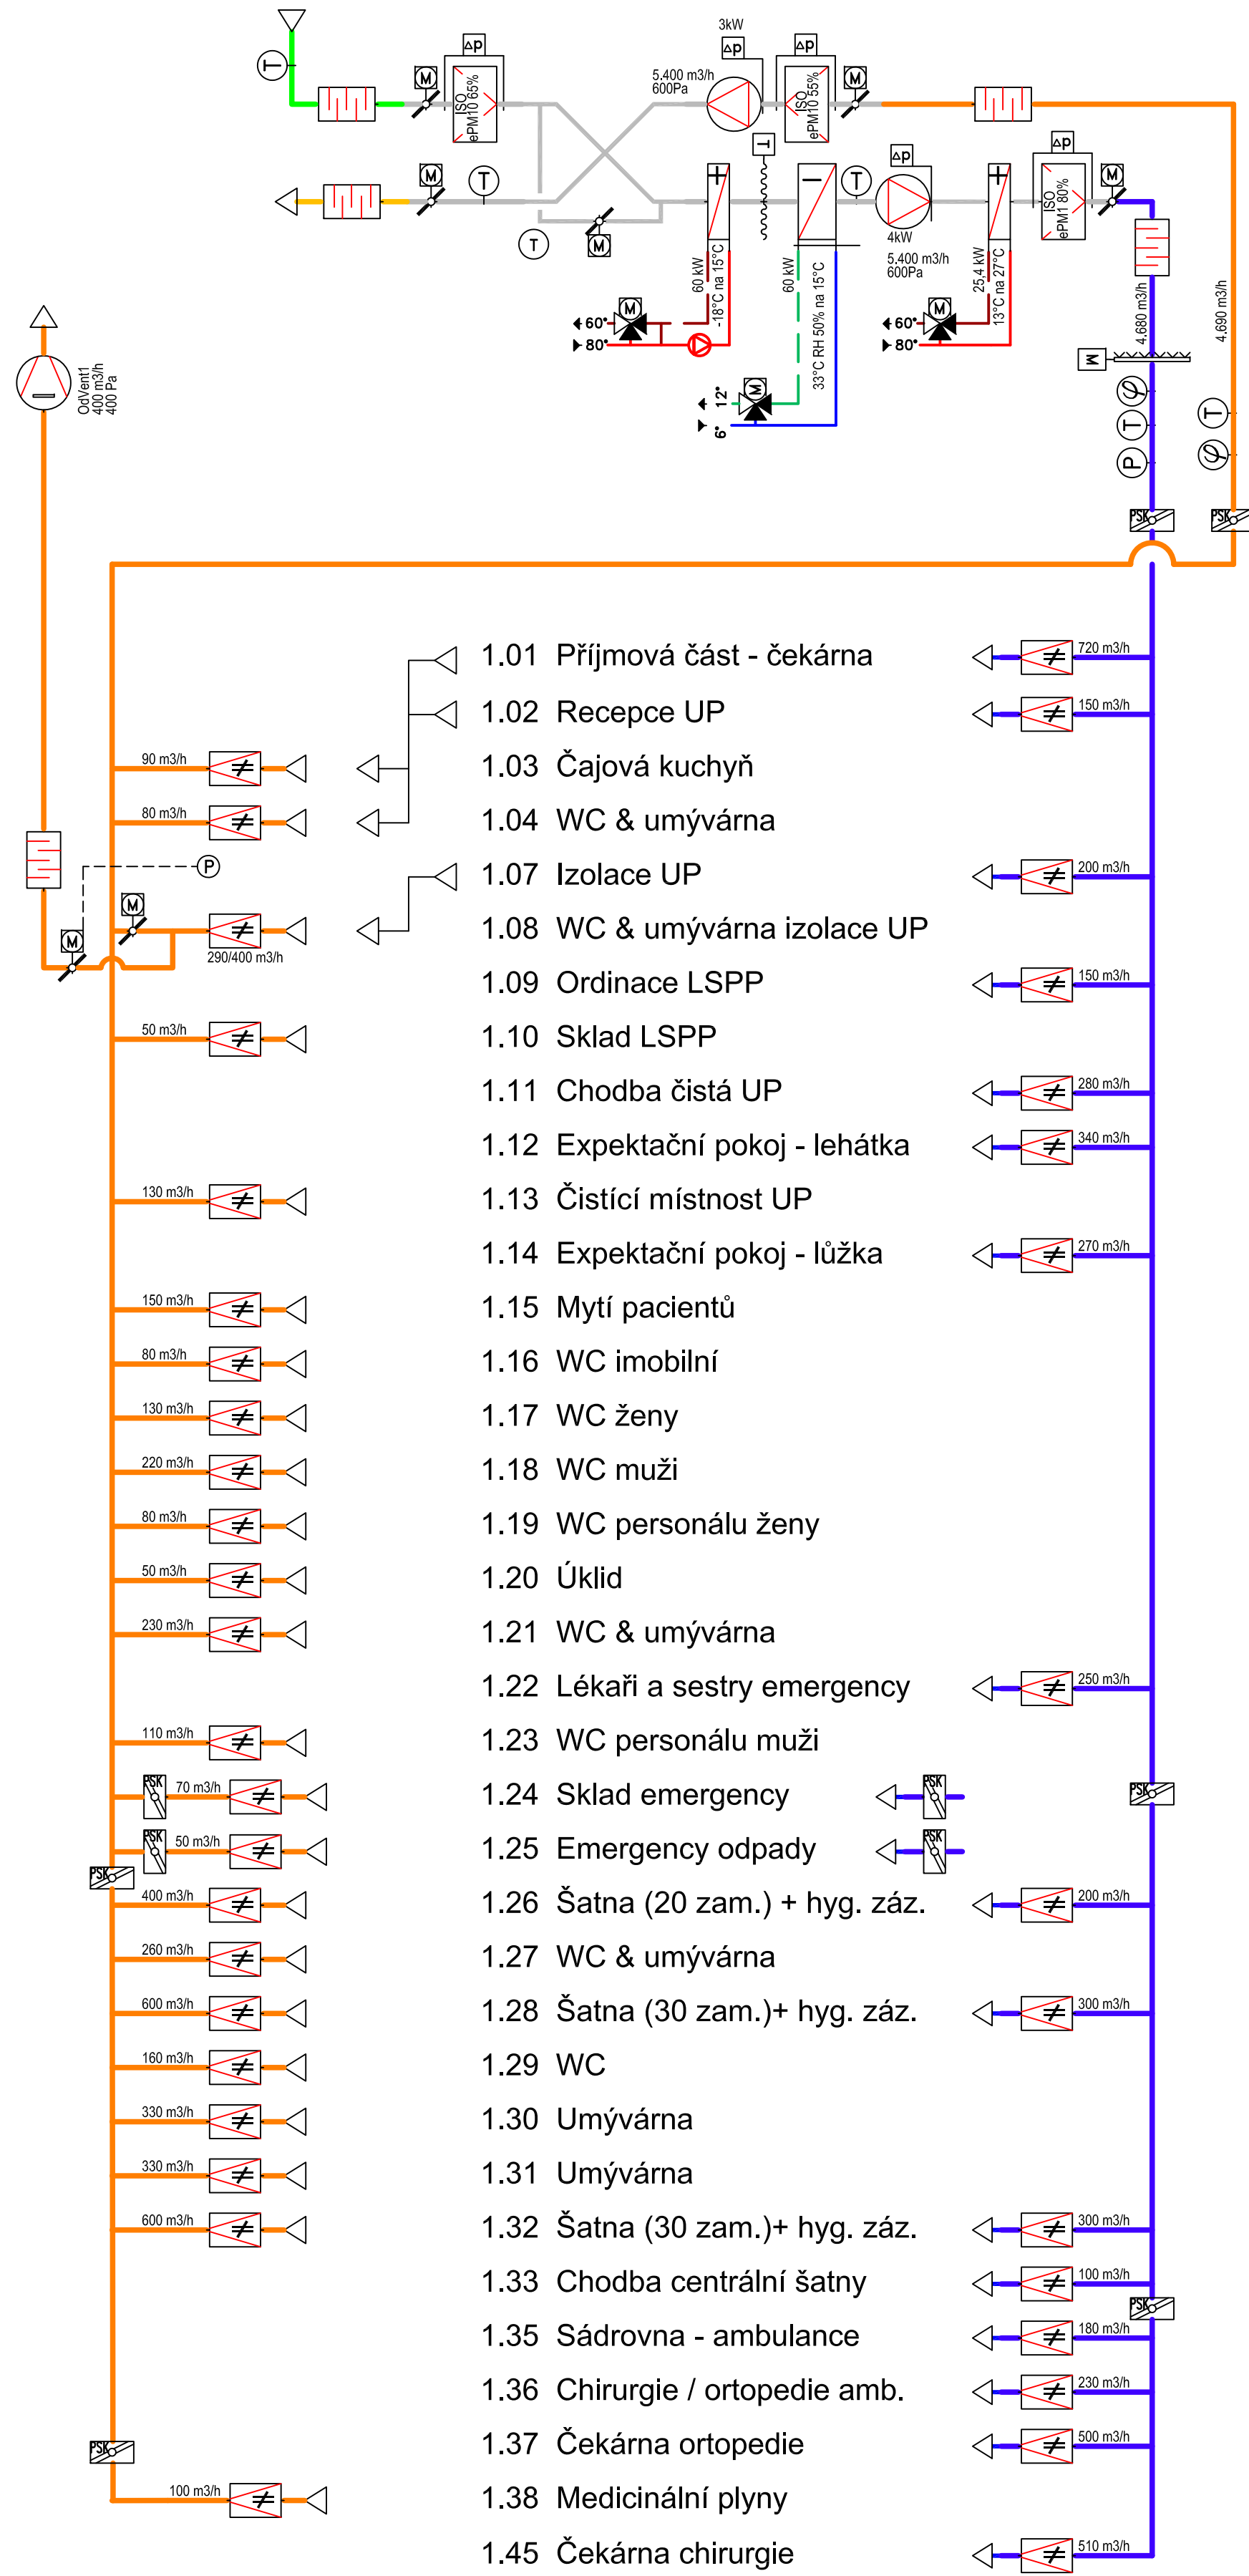 3kW
Δp
Δp
Δp
T
M
ISO
ePM10 65%
5.400 m3/h
600Pa
ISO
ePM10 55%
M
M
T
T
T
M
T
Δp
4kW
5.400 m3/h
600Pa
Δp
ISO
ePM1 80%
M
60 kW
-18°C na 15°C
60 kW
33°C RH 50% na 15°C
25,4 kW
13°C na 27°C
M
60°
80°
M
60°
80°
M
12°
6°
4.680 m3/h
4.690 m3/h
M
φ
T
P
T
φ
PSK
PSK
OdVent1
400 m3/h
400 Pa
1.01 Příjmová část - čekárna 720 m3/h
1.02 Recepce UP 150 m3/h
90 m3/h 1.03 Čajová kuchyň
80 m3/h 1.04 WC & umývárna
P
1.07 Izolace UP 200 m3/h
M
M
290/400 m3/h 1.08 WC & umývárna izolace UP
1.09 Ordinace LSPP 150 m3/h
50 m3/h 1.10 Sklad LSPP
1.11 Chodba čistá UP 280 m3/h
1.12 Expektační pokoj - lehátka 340 m3/h
130 m3/h 1.13 Čistící místnost UP
1.14 Expektační pokoj - lůžka 270 m3/h
150 m3/h 1.15 Mytí pacientů
80 m3/h 1.16 WC imobilní
130 m3/h 1.17 WC ženy
220 m3/h 1.18 WC muži
80 m3/h 1.19 WC personálu ženy
50 m3/h 1.20 Úklid
230 m3/h 1.21 WC & umývárna
1.22 Lékaři a sestry emergency 250 m3/h
110 m3/h 1.23 WC personálu muži
PSK 70 m3/h 1.24 Sklad emergency PSK PSK
PSK 50 m3/h 1.25 Emergency odpady PSK
PSK
400 m3/h 1.26 Šatna (20 zam.) + hyg. záz. 200 m3/h
260 m3/h 1.27 WC & umývárna
600 m3/h 1.28 Šatna (30 zam.)+ hyg. záz. 300 m3/h
160 m3/h 1.29 WC
330 m3/h 1.30 Umývárna
330 m3/h 1.31 Umývárna
600 m3/h 1.32 Šatna (30 zam.)+ hyg. záz. 300 m3/h
1.33 Chodba centrální šatny 100 m3/h
PSK
1.35 Sádrovna - ambulance 180 m3/h
1.36 Chirurgie / ortopedie amb. 230 m3/h
1.37 Čekárna ortopedie 500 m3/h
PSK
100 m3/h 1.38 Medicinální plyny
1.45 Čekárna chirurgie 510 m3/h